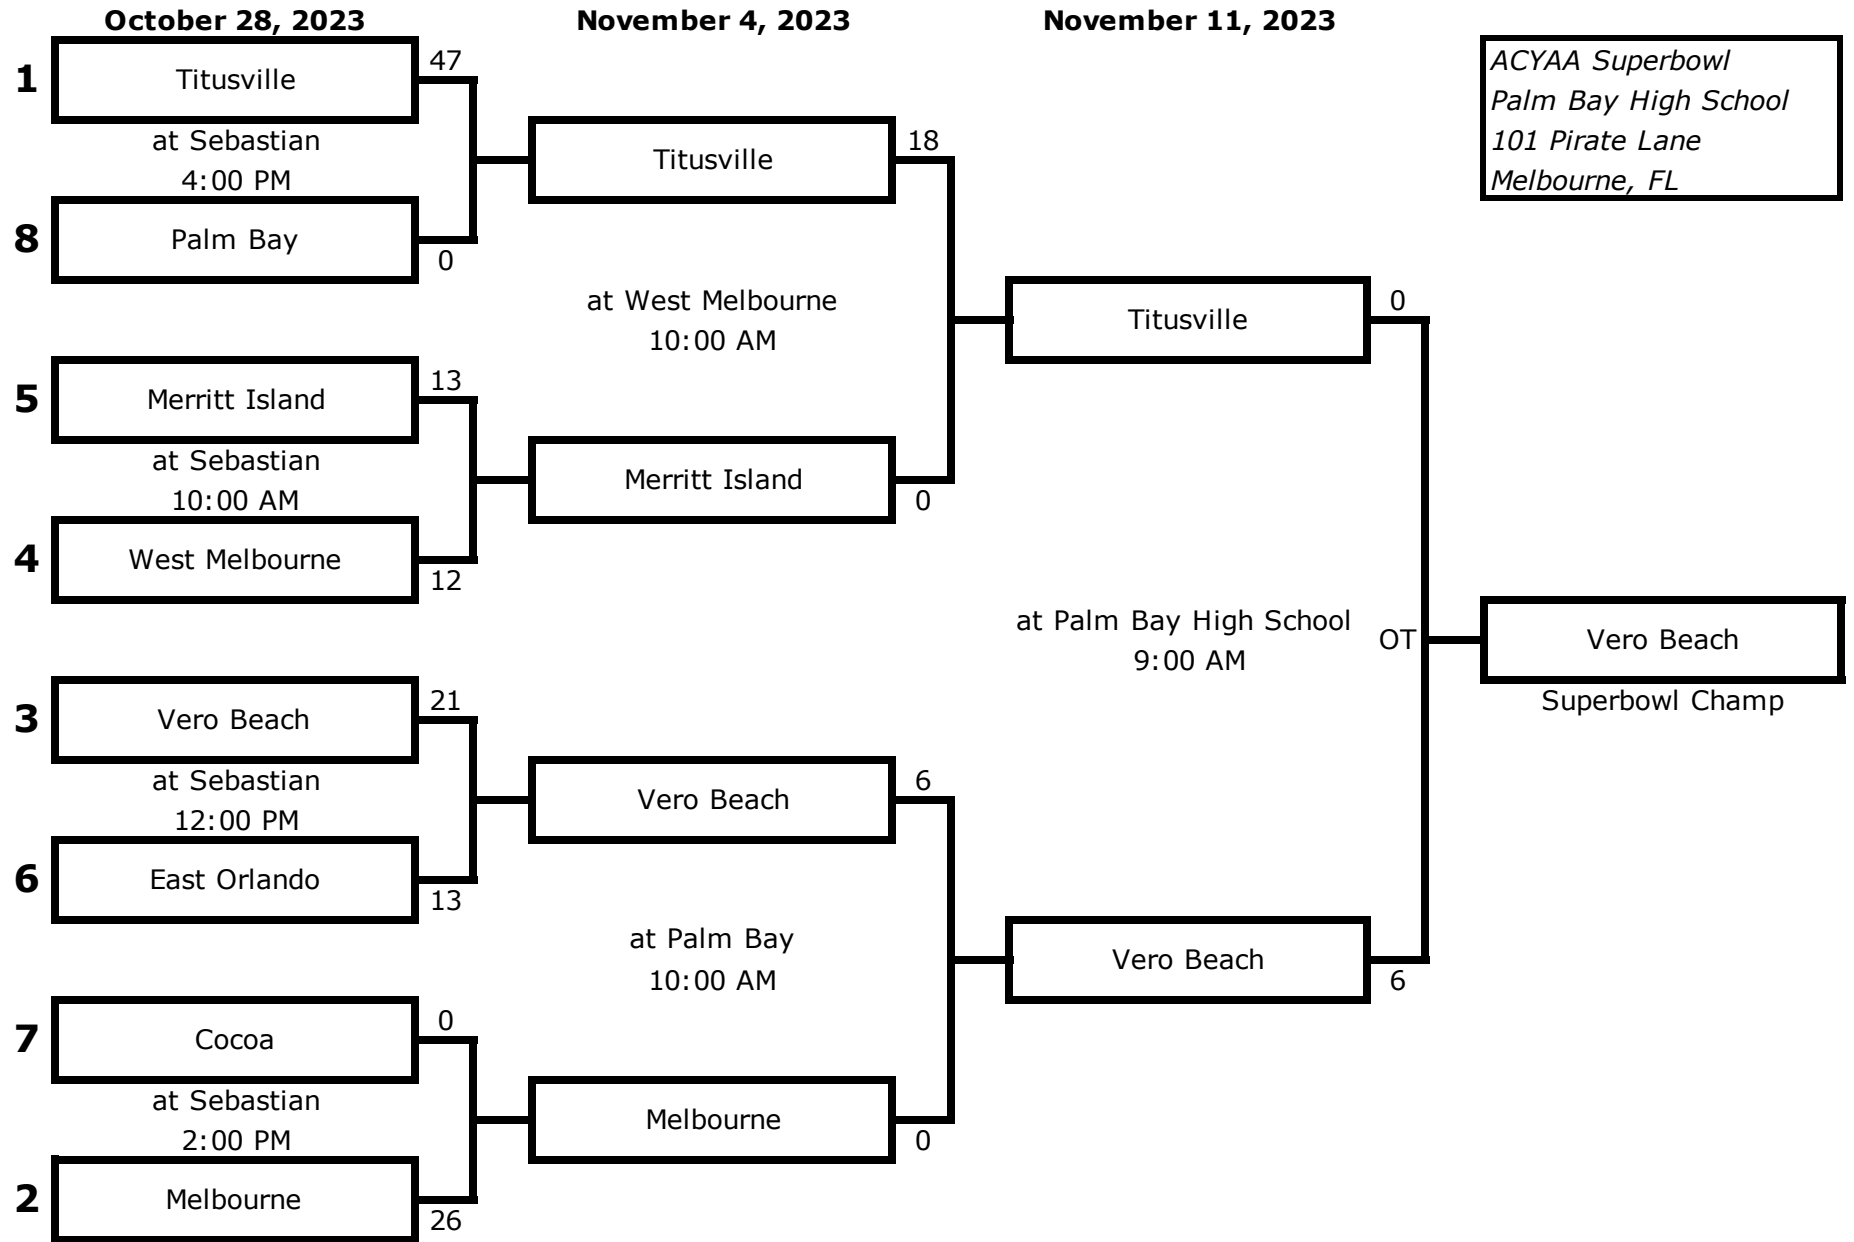 October 28, 2023
November 4, 2023
November 11, 2023
ACYAA Superbowl
Palm Bay High School
101 Pirate Lane
Melbourne, FL
1
Titusville
47
at Sebastian
4:00 PM
8
Palm Bay
0
5
Merritt Island
13
at Sebastian
10:00 AM
4
West Melbourne
12
3
Vero Beach
21
at Sebastian
12:00 PM
6
East Orlando
13
7
Cocoa
0
at Sebastian
2:00 PM
2
Melbourne
26
Titusville
18
at West Melbourne
10:00 AM
Merritt Island
0
Vero Beach
6
at Palm Bay
10:00 AM
Melbourne
0
Titusville
0
at Palm Bay High School
9:00 AM
OT
Vero Beach
6
Vero Beach
Superbowl Champ